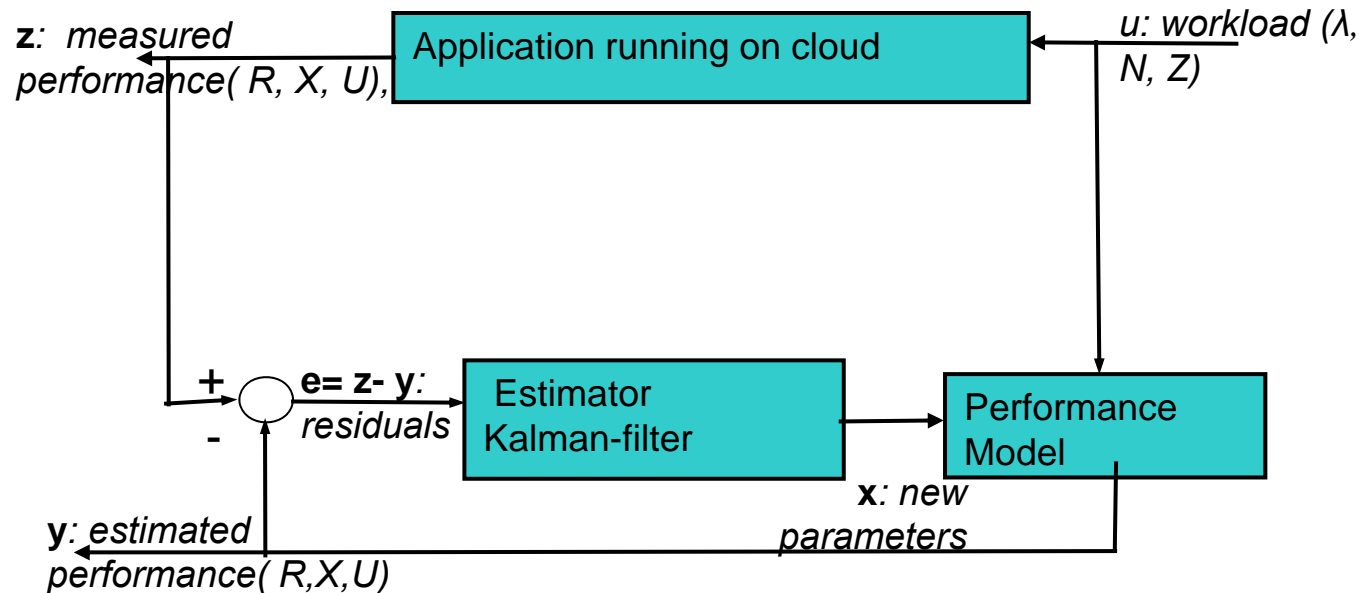 z: measured
performance( R, X, U),
Application running on cloud
u: workload (λ,
N, Z)
+
-
e= z- y:
residuals
Estimator
Kalman-filter
Performance
Model
x: new
parameters
y: estimated
performance( R,X,U)